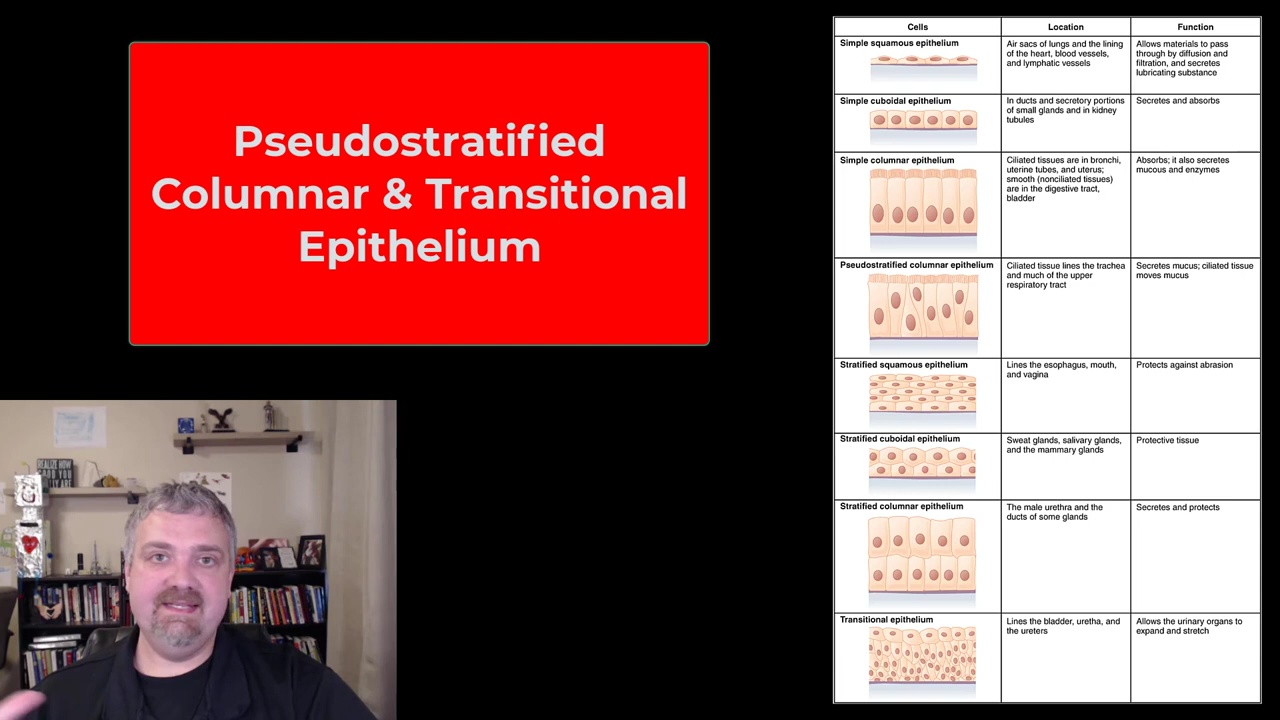 Pseudostratified
Columnar & Transitional
Epithelium
Cells
Location
Function
Simple squamous epithelium
Air sacs of lungs and the lining
of the heart, blood vessels,
and lymphatic vessels
Allows materials to pass
through by diffusion and
filtration, and secretes
lubricating substance
Simple cuboidal epithelium
In ducts and secretory portions
of small glands and in kidney
tubules
Secretes and absorbs
Simple columnar epithelium
Ciliated tissues are in bronchi,
uterine tubes, and uterus;
smooth (nonciliated tissues)
are in the digestive tract,
bladder
Absorbs; it also secretes
mucous and enzymes
Pseudostratified columnar epithelium
Ciliated tissue lines the trachea
and much of the upper
respiratory tract
Secretes mucus; ciliated tissue
moves mucus
Stratified squamous epithelium
Lines the esophagus, mouth,
and vagina
Protects against abrasion
Stratified cuboidal epithelium
Sweat glands, salivary glands,
and the mammary glands
Protective tissue
Stratified columnar epithelium
The male urethra and the
ducts of some glands
Secretes and protects
Transitional epithelium
Lines the bladder, uretha, and
the ureters
Allows the urinary organs to
expand and stretch
REALIZE HOW
GOOD
YOU